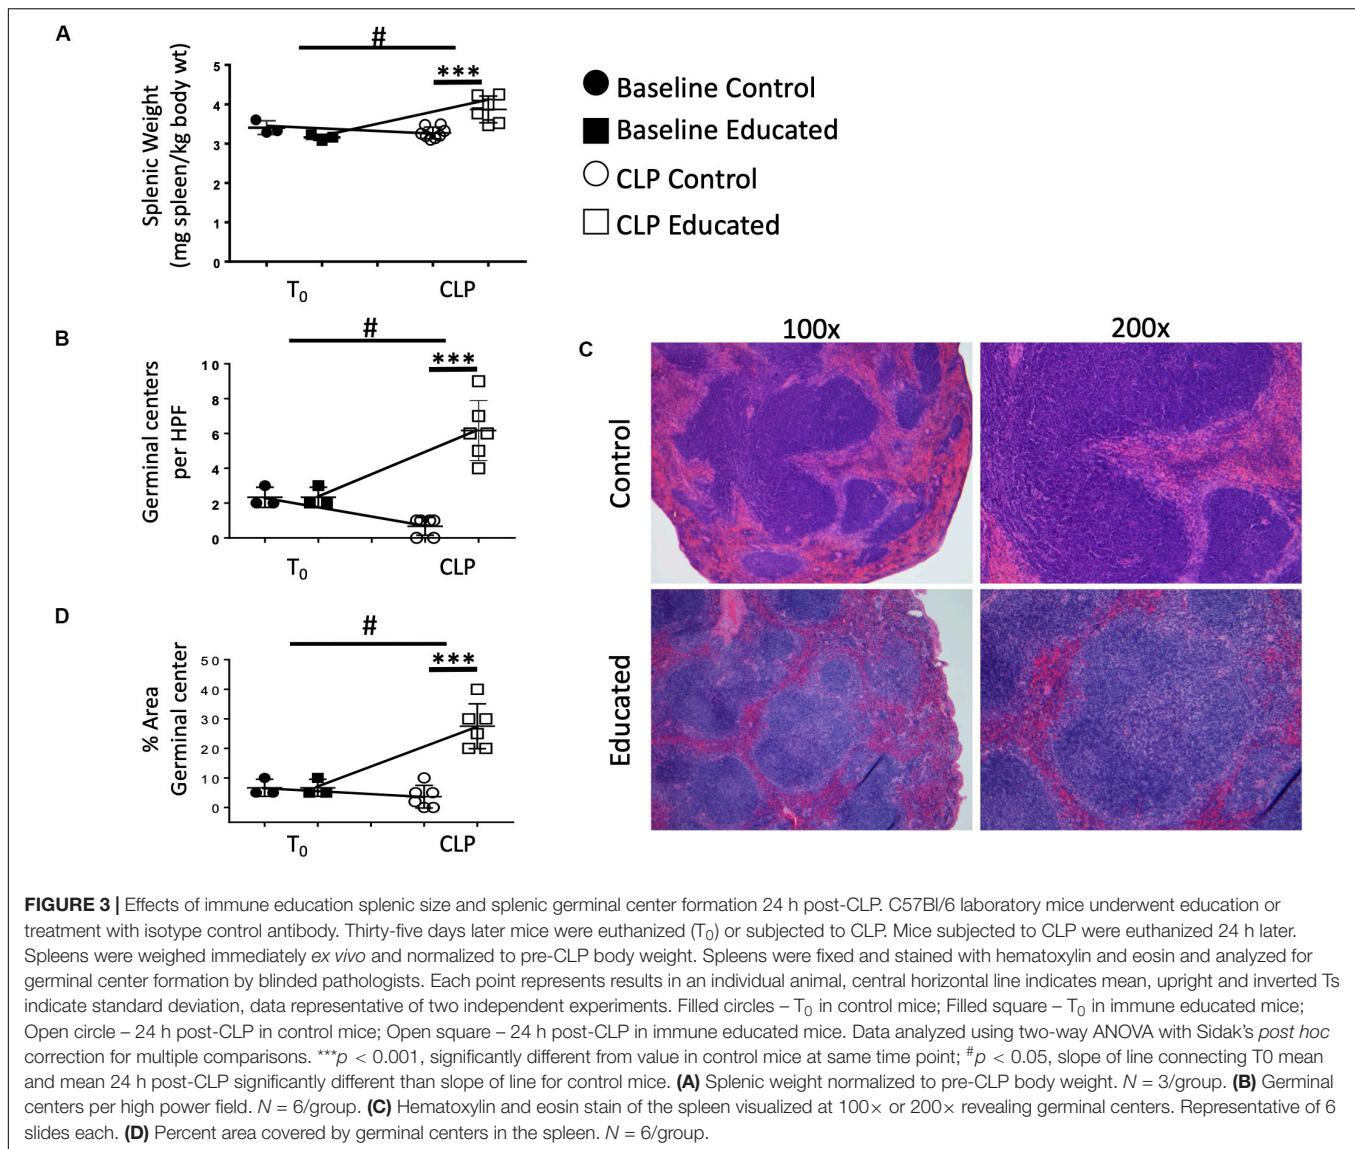 A
#
***
Splenic Weight
(mg spleen/kg body wt)
5
4
3
2
1
0
T0
CLP
Baseline Control
Baseline Educated
CLP Control
CLP Educated
B
#
***
Germinal centers
per HPF
10
8
6
4
2
0
T0
CLP
C
100x
200x
Control
Educated
D
#
***
% Area
Germinal center
50
40
30
20
10
0
T0
CLP
FIGURE 3 | Effects of immune education splenic size and splenic germinal center formation 24 h post-CLP. C57Bl/6 laboratory mice underwent education or
treatment with isotype control antibody. Thirty-five days later mice were euthanized (T0) or subjected to CLP. Mice subjected to CLP were euthanized 24 h later.
Spleens were weighed immediately ex vivo and normalized to pre-CLP body weight. Spleens were fixed and stained with hematoxylin and eosin and analyzed for
germinal center formation by blinded pathologists. Each point represents results in an individual animal, central horizontal line indicates mean, upright and inverted Ts
indicate standard deviation, data representative of two independent experiments. Filled circles – T0 in control mice; Filled square – T0 in immune educated mice;
Open circle – 24 h post-CLP in control mice; Open square – 24 h post-CLP in immune educated mice. Data analyzed using two-way ANOVA with Sidak's post hoc
correction for multiple comparisons. ***p < 0.001, significantly different from value in control mice at same time point; #p < 0.05, slope of line connecting T0 mean
and mean 24 h post-CLP significantly different than slope of line for control mice. (A) Splenic weight normalized to pre-CLP body weight. N = 3/group. (B) Germinal
centers per high power field. N = 6/group. (C) Hematoxylin and eosin stain of the spleen visualized at 100× or 200× revealing germinal centers. Representative of 6
slides each. (D) Percent area covered by germinal centers in the spleen. N = 6/group.